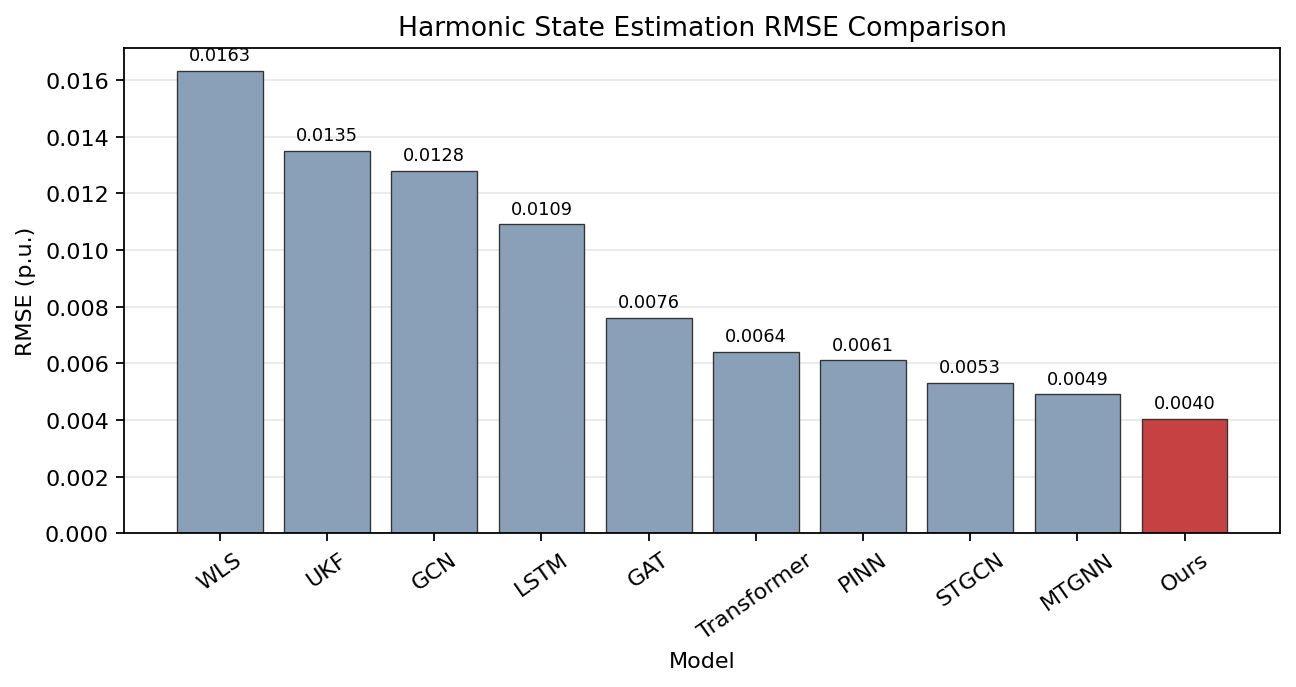 Harmonic State Estimation RMSE Comparison
RMSE (p.u.)
0.016
0.014
0.012
0.010
0.008
0.006
0.004
0.002
0.000
0.0163
0.0135
0.0128
0.0109
0.0076
0.0064
0.0061
0.0053
0.0049
0.0040
WLS
UKF
GCN
LSTM
GAT
Transformer
PINN
STGCN
MTGNN
Ours
Model